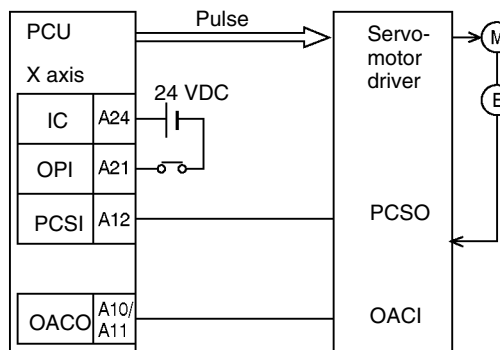 PCU
Pulse
Servo-
motor
driver
M
X axis
24 VDC
IC
A24
E
OPI
A21
PCSI
A12
PCSO
OACO
A10/
A11
OACI